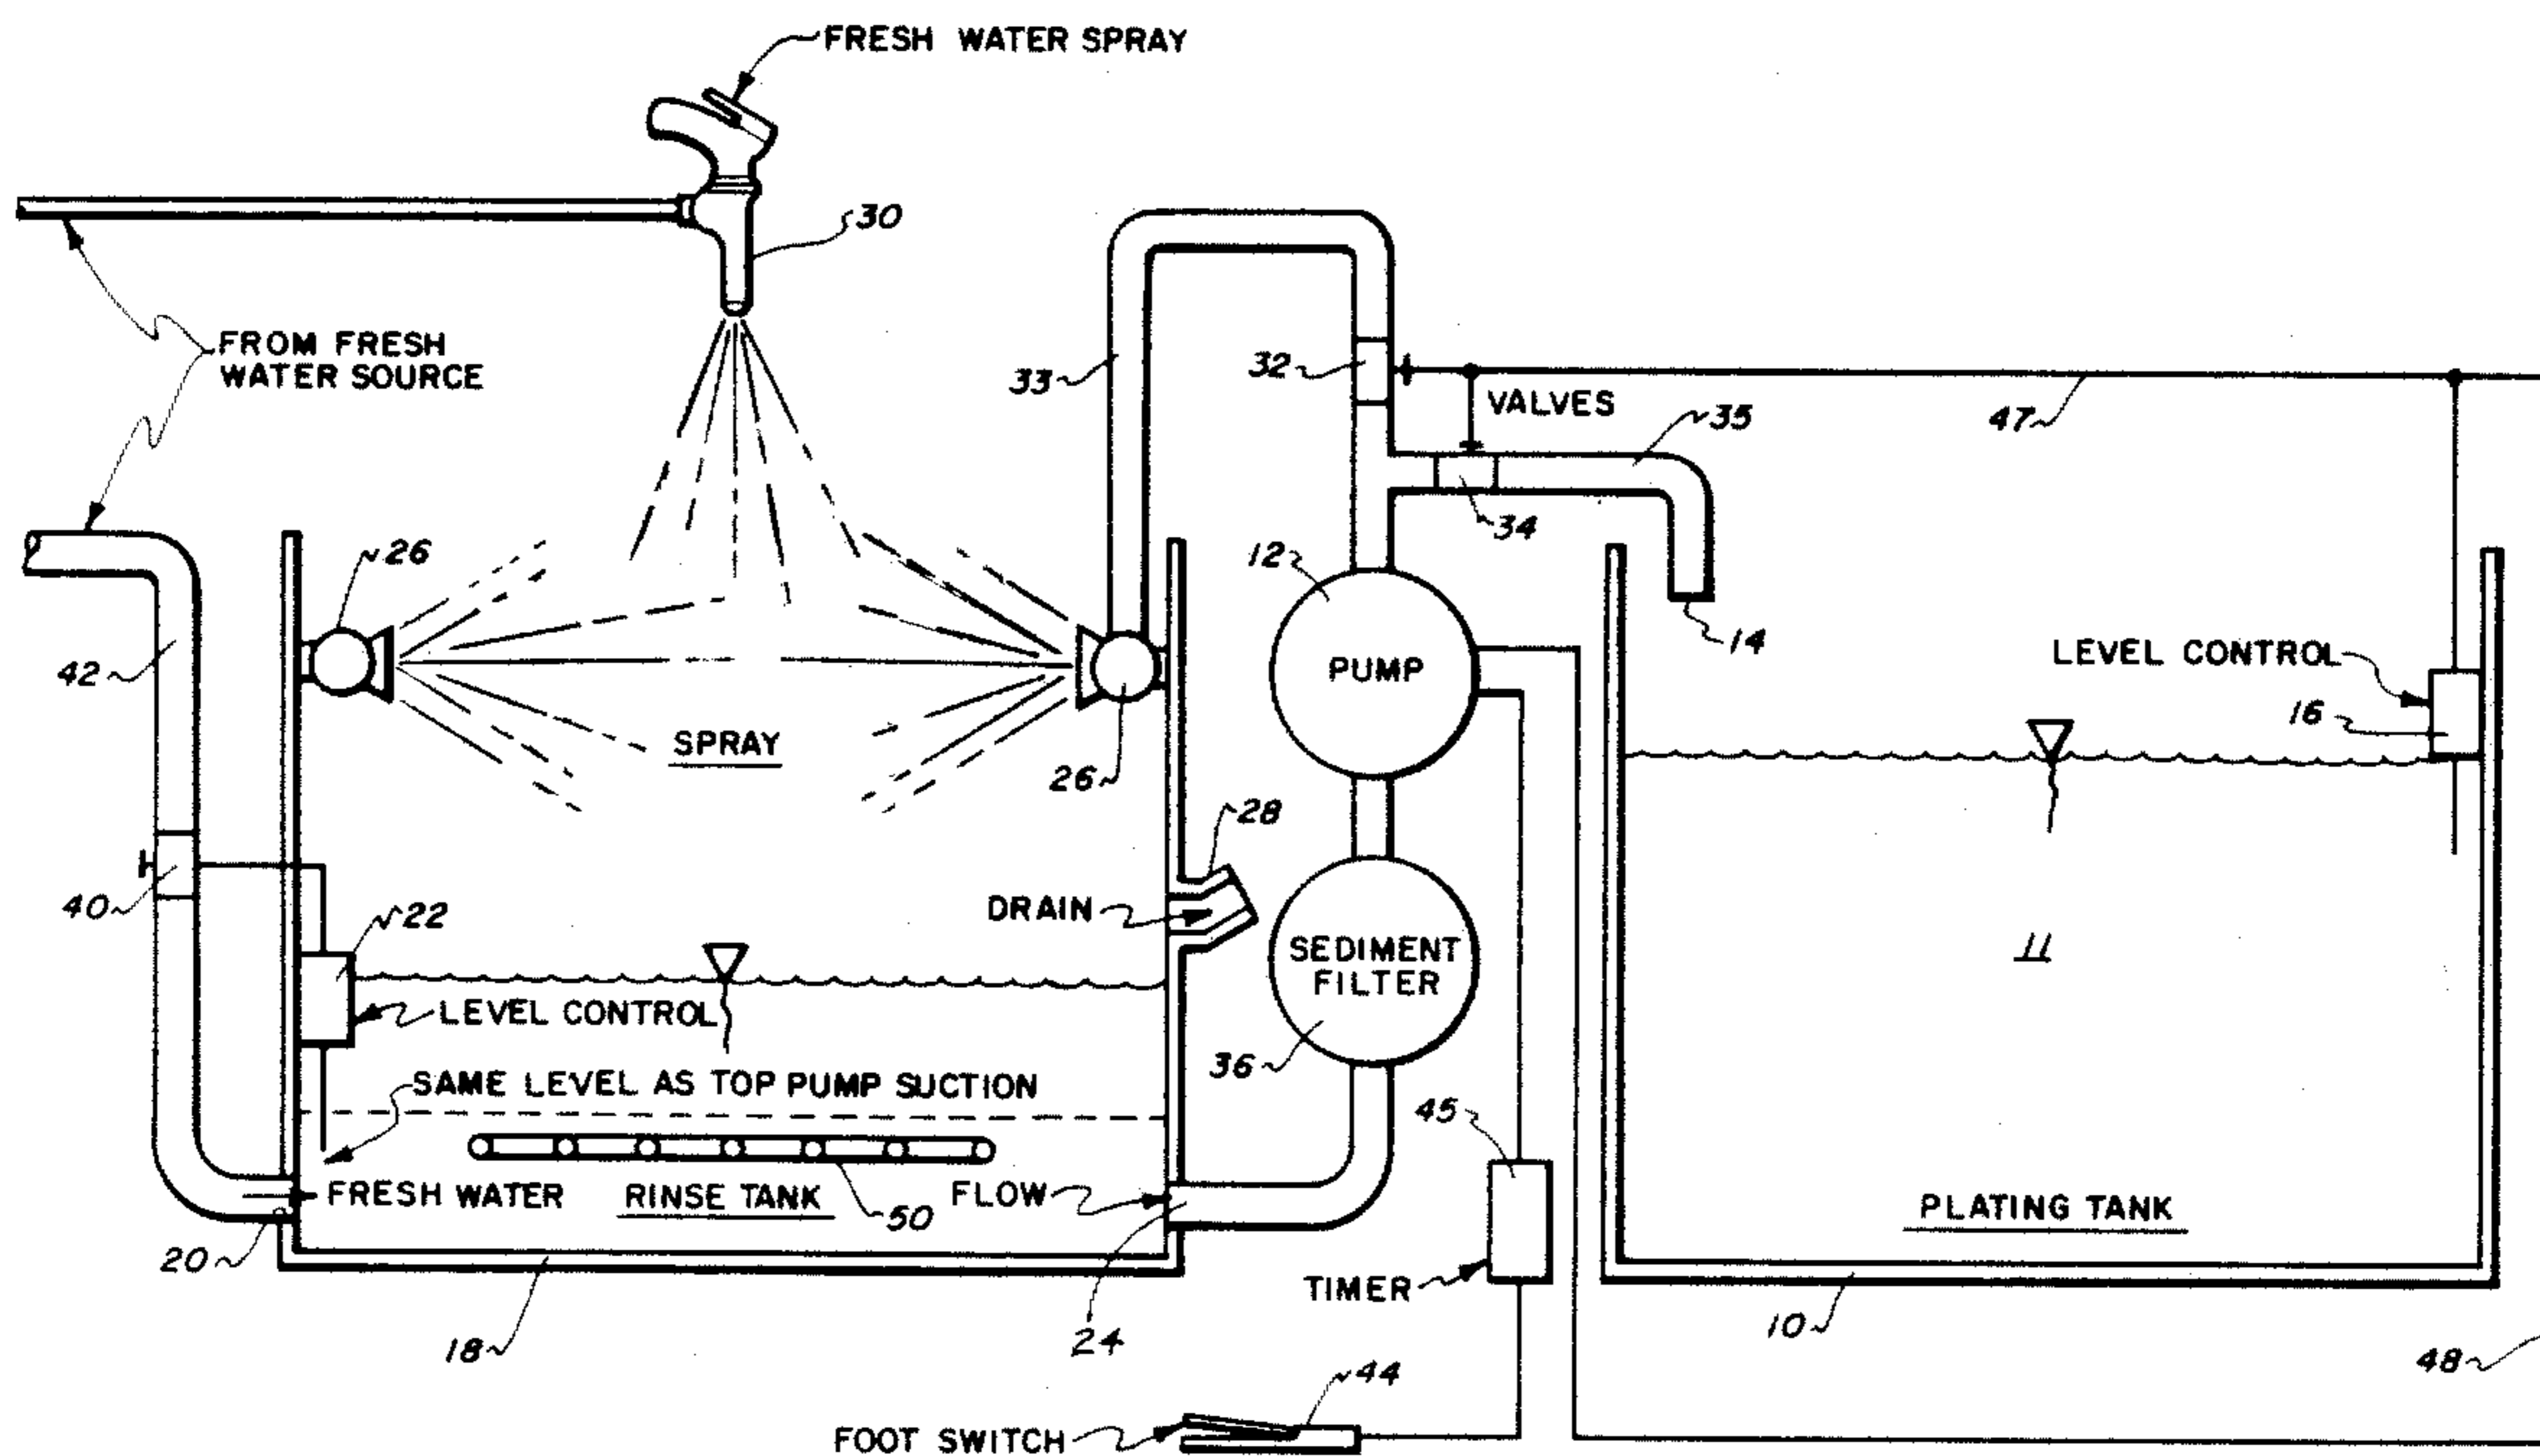 FRESH WATER SPRAY
30
FROM FRESH
WATER SOURCE
33
32
VALVES
35
47
34
26
12
14
42
PUMP
LEVEL CONTROL
16
SPRAY
26
28
40
22
DRAIN
SEDIMENT
FILTER
11
LEVEL CONTROL
36
SAME LEVEL AS TOP PUMP SUCTION
45
FRESH WATER
RINSE TANK
50
FLOW
PLATING TANK
20
TIMER
18
24
10
48
44
FOOT SWITCH